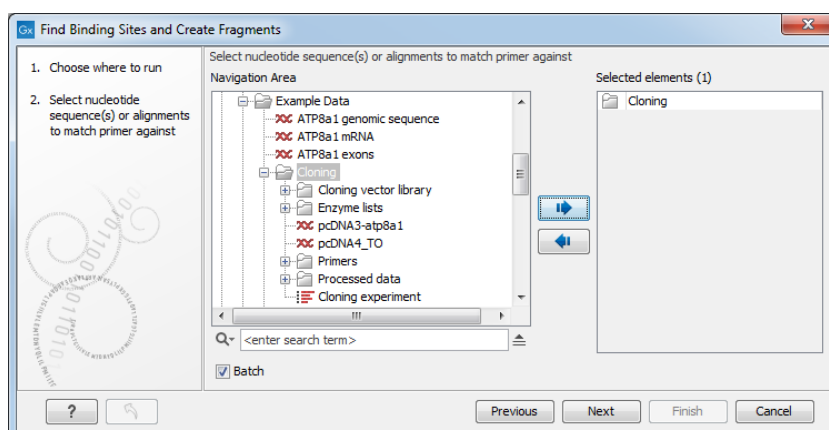 Gx Find Binding Sites and Create Fragments
1. Choose where to run
2. Select nucleotide
sequence(s) or alignments
to match primer against
Select nucleotide sequence(s) or alignments to match primer against
Navigation Area
Example Data
ATP8a1 genomic sequence
ATP8a1 mRNA
ATP8a1 exons
Cloning
Cloning vector library
Enzyme lists
pcDNA3-atp8a1
pcDNA4_TO
Primers
Processed data
Cloning experiment
<enter search term>
Batch
Selected elements (1)
Cloning
?
Previous
Next
Finish
Cancel